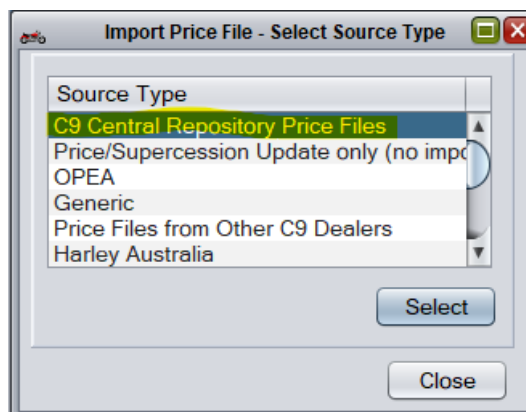 Import Price File - Select Source Type
Source Type
C9 Central Repository Price Files
Price/Supercession Update only (no impo
OPEA
Generic
Price Files from Other C9 Dealers
Harley Australia
Select
Close